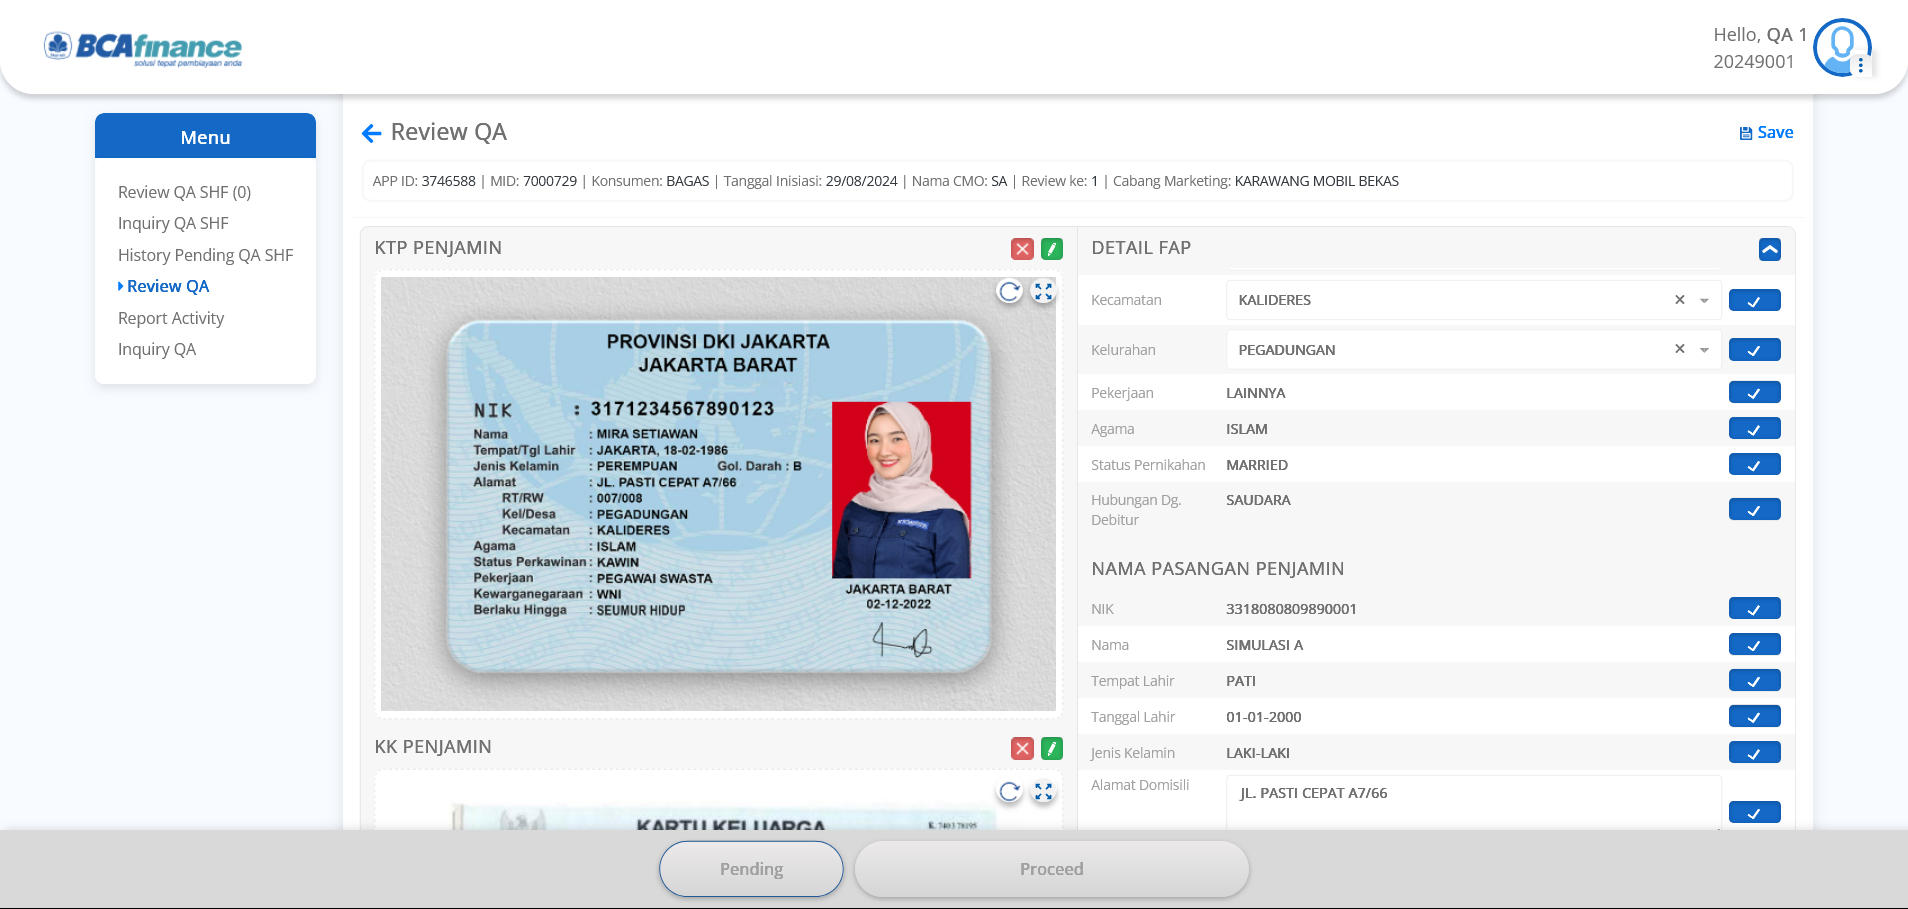 BCA finance
solusi tepat pembiayaan anda
Hello, QA 1
20249001
Menu
Review QA SHF (0)
Inquiry QA SHF
History Pending QA SHF
Review QA
Report Activity
Inquiry QA
Review QA
Save
APP ID: 3746588 | MID: 7000729 | Konsumen: BAGAS | Tanggal Inisiasi: 29/08/2024 | Nama CMO: SA | Review ke: 1 | Cabang Marketing: KARAWANG MOBIL BEKAS
KTP PENJAMIN
PROVINSI DKI JAKARTA
JAKARTA BARAT
NIK : 3171234567890123
Nama : MIRA SETIAWAN
Tempat/Tgl Lahir : JAKARTA, 18-02-1986
Jenis Kelamin : PEREMPUAN Gol. Darah : B
Alamat : JL. PASTI CEPAT A7/66
RT/RW : 007/008
Kel/Desa : PEGADUNGAN
Kecamatan : KALIDERES
Agama : ISLAM
Status Perkawinan : KAWIN
Pekerjaan : PEGAWAI SWASTA
Kewarganegaraan : WNI
Berlaku Hingga : SEUMUR HIDUP
JAKARTA BARAT
02-12-2022
KK PENJAMIN
KARTU KELUARGA
DETAIL FAP
Kecamatan KALIDERES
Kelurahan PEGADUNGAN
Pekerjaan LAINNYA
Agama ISLAM
Status Pernikahan MARRIED
Hubungan Dg. SAUDARA
Debitur
NAMA PASANGAN PENJAMIN
NIK 3318080809890001
Nama SIMULASI A
Tempat Lahir PATI
Tanggal Lahir 01-01-2000
Jenis Kelamin LAKI-LAKI
Alamat Domisili JL. PASTI CEPAT A7/66
Pending
Proceed